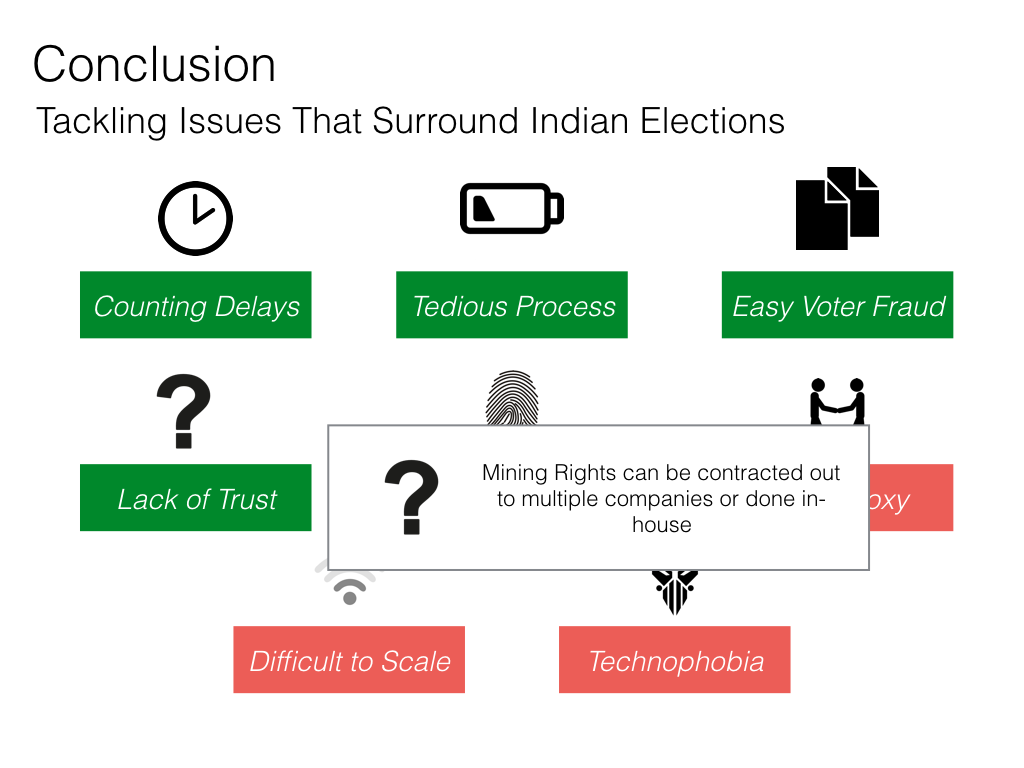 Conclusion
Tackling Issues That Surround Indian Elections
Counting Delays
Tedious Process
Easy Voter Fraud
?
?
Mining Rights can be contracted out
to multiple companies or done in-
house
Lack of Trust
Difficult to Scale
Technophobia